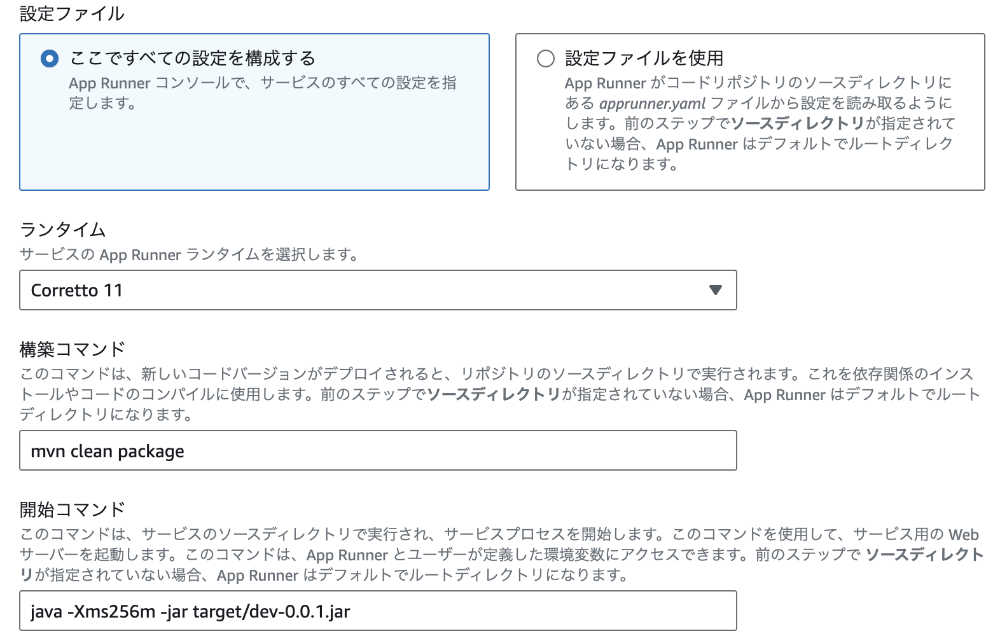 設定ファイル
ここですべての設定を構成する
App Runner コンソールで、サービスのすべての設定を指
定します。
設定ファイルを使用
App Runner がコードリポジトリのソースディレクトリに
ある apprunner.yaml ファイルから設定を読み取るように
します。前のステップでソースディレクトリが指定されて
いない場合、App Runner はデフォルトでルートディレク
トリになります。
ランタイム
サービスの App Runner ランタイムを選択します。
Corretto 11
構築コマンド
このコマンドは、新しいコードバージョンがデプロイされると、リポジトリのソースディレクトリで実行されます。これを依存関係のインス
トールやコードのコンパイルに使用します。前のステップでソースディレクトリが指定されていない場合、App Runner はデフォルトでルート
ディレクトリになります。
mvn clean package
開始コマンド
このコマンドは、サービスのソースディレクトリで実行され、サービスプロセスを開始します。このコマンドを使用して、サービス用の Web
サーバーを起動します。このコマンドは、App Runner とユーザーが定義した環境変数にアクセスできます。前のステップで ソースディレクト
リが指定されていない場合、App Runner はデフォルトでルートディレクトリになります。
java -Xms256m -jar target/dev-0.0.1.jar